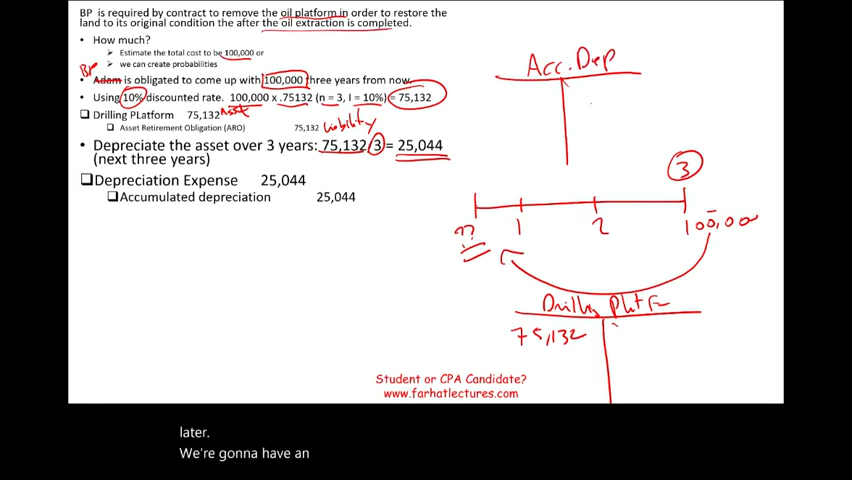 BP is required by contract to remove the oil platform in order to restore the
land to its original condition the after the oil extraction is completed.
• How much?
➢ Estimate the total cost to be 100,000 or
➢ we can create probabilities
BP
• Adam is obligated to come up with 100,000 three years from now.
• Using 10% discounted rate. 100,000 x .75132 (n = 3, I = 10%) = 75,132
❑ Drilling PLatform 75,132 Asset
❑ Asset Retirement Obligation (ARO) 75,132 Liability
• Depreciate the asset over 3 years: 75,132/3 = 25,044
(next three years)
❑Depreciation Expense 25,044
❑Accumulated depreciation 25,044
Acc. Dep
3
?? 1 2 100,00
Drilling
75,132
Student or CPA Candidate?
www.farhatlectures.com
later.
We're gonna have an